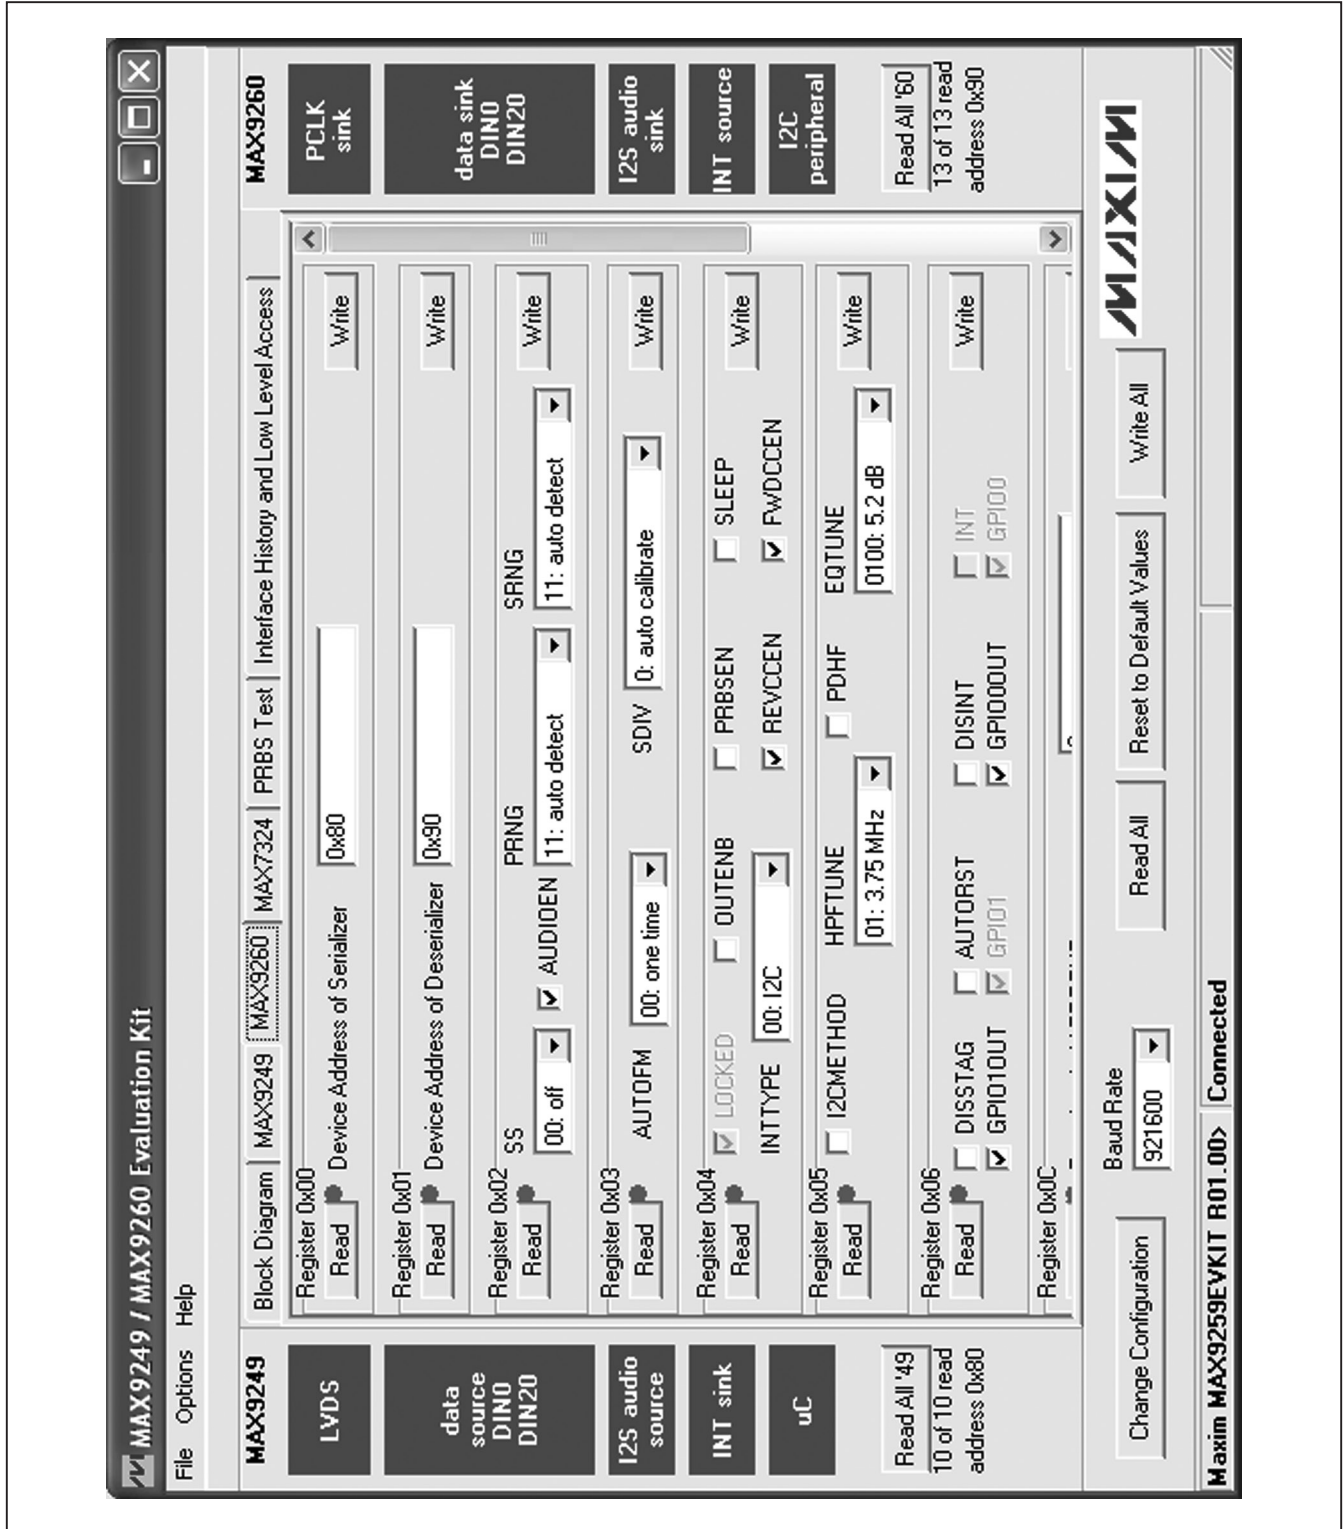 MAX9249 / MAX9260 Evaluation Kit
File Options Help
MAX9249
LVDS
data
source
DIN0
DIN20
I2S audio
source
INT sink
uC
Read All '49
10 of 10 read
address 0x80
Block Diagram MAX9249 MAX9260 MAX7324 PRBS Test Interface History and Low Level Access
Register 0x00
Read Device Address of Serializer 0x80 Write
Register 0x01
Read Device Address of Deserializer 0x90 Write
Register 0x02
SS PRNG SRNG
Read 00: off AUDIOEN 11: auto detect 11: auto detect Write
Register 0x03
Read AUTOFM 00: one time SDIV 0: auto calibrate Write
Register 0x04
Read LOCKED OUTENB PRBSEN SLEEP Write
INTTYPE 00: I2C REVCCEN FWDCCEN
Register 0x05
Read I2CMETHOD HPFTUNE PDHF EQTUNE Write
01: 3.75 MHz 0100: 5.2 dB
Register 0x06
Read DISSTAG AUTORST DISINT INT Write
GPIO1OUT GPIO1 GPIO0OUT GPIO0
Register 0x0C
MAX9260
PCLK
sink
data sink
DIN0
DIN20
I2S audio
sink
INT source
I2C
peripheral
Read All '60
13 of 13 read
address 0x90
Change Configuration
Baud Rate
921600
Read All
Reset to Default Values
Write All
MAXIM
Maxim MAX9259EVKIT R01.00> Connected